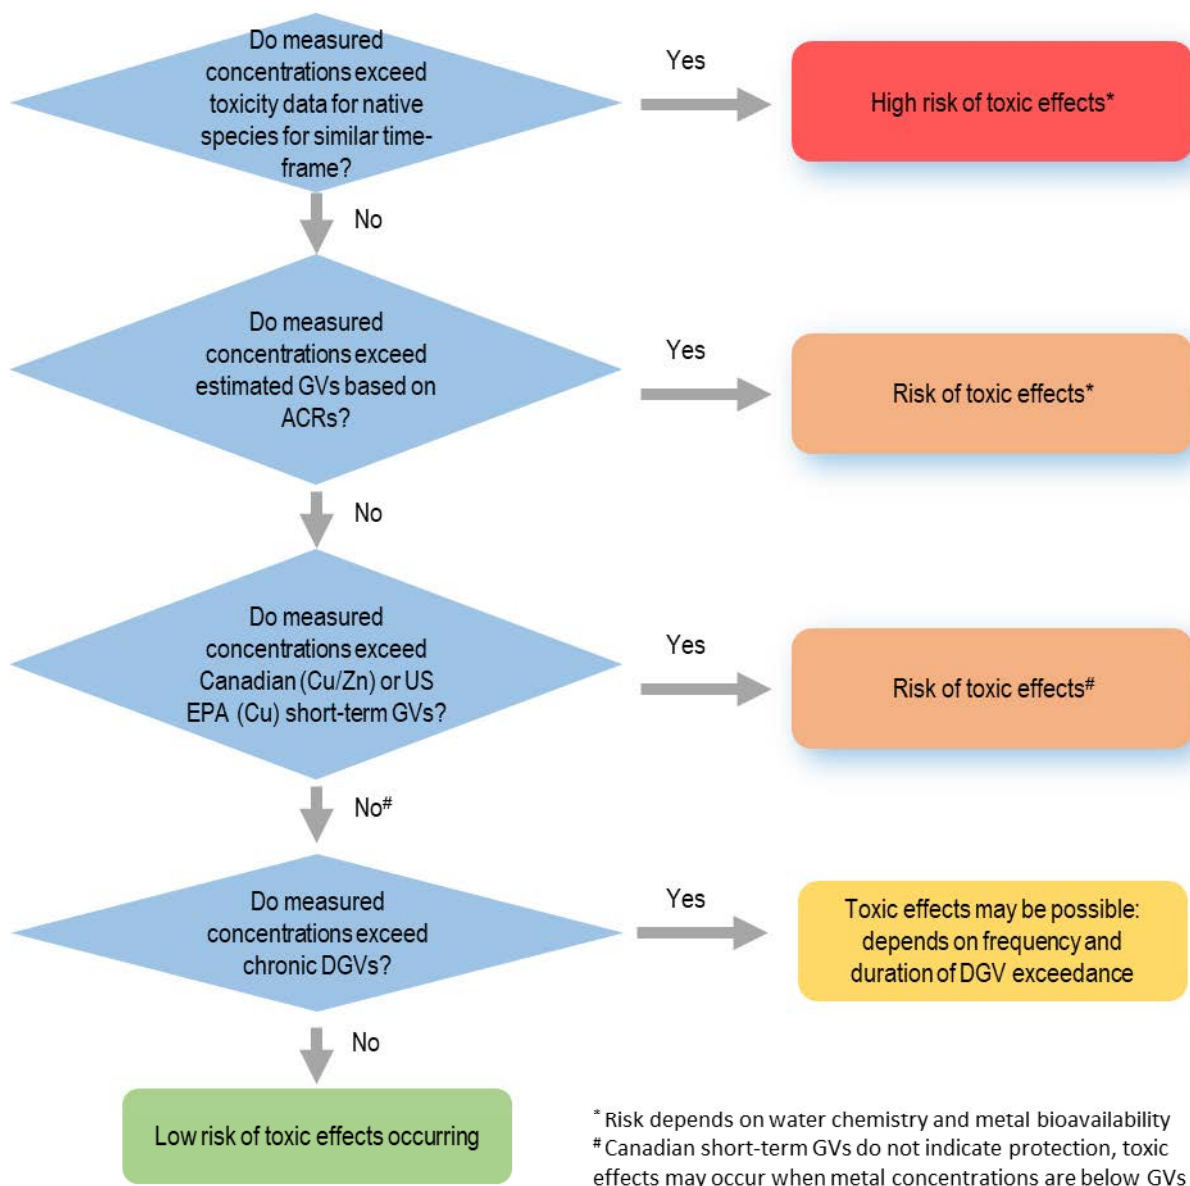 Do measured
concentrations exceed
toxicity data for native
species for similar time-
frame?
Yes
High risk of toxic effects*
No
Do measured
concentrations exceed
estimated GVs based on
ACRs?
Yes
Risk of toxic effects*
No
Do measured
concentrations exceed
Canadian (Cu/Zn) or US
EPA (Cu) short-term GVs?
Yes
Risk of toxic effects#
No#
Do measured
concentrations exceed
chronic DGVs?
Yes
Toxic effects may be possible:
depends on frequency and
duration of DGV exceedance
No
Low risk of toxic effects occurring
* Risk depends on water chemistry and metal bioavailability
# Canadian short-term GVs do not indicate protection, toxic
effects may occur when metal concentrations are below GVs